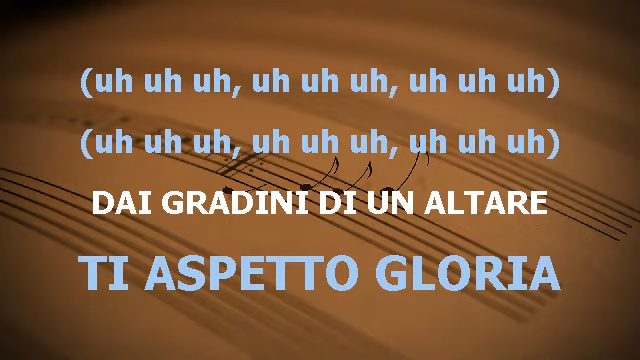 (uh uh uh, uh uh uh, uh uh uh)
(uh uh uh, uh uh uh, uh uh uh)
DAI GRADINI DI UN ALTARE
TI ASPETTO GLORIA